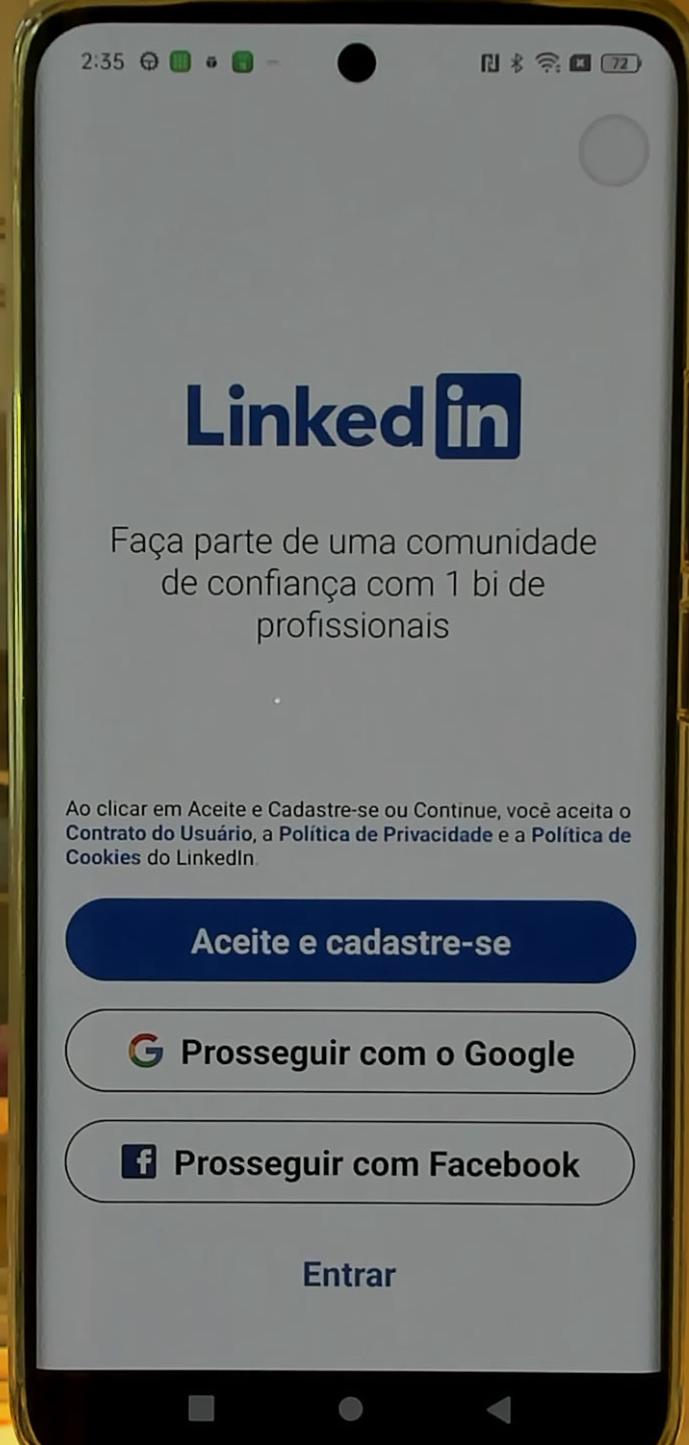 2:35 72
Linkedin
Faça parte de uma comunidade
de confiança com 1 bi de
profissionais
Ao clicar em Aceite e Cadastre-se ou Continue, você aceita o
Contrato do Usuário, a Política de Privacidade e a Política de
Cookies do LinkedIn.
Aceite e cadastre-se
G Prosseguir com o Google
f Prosseguir com Facebook
Entrar